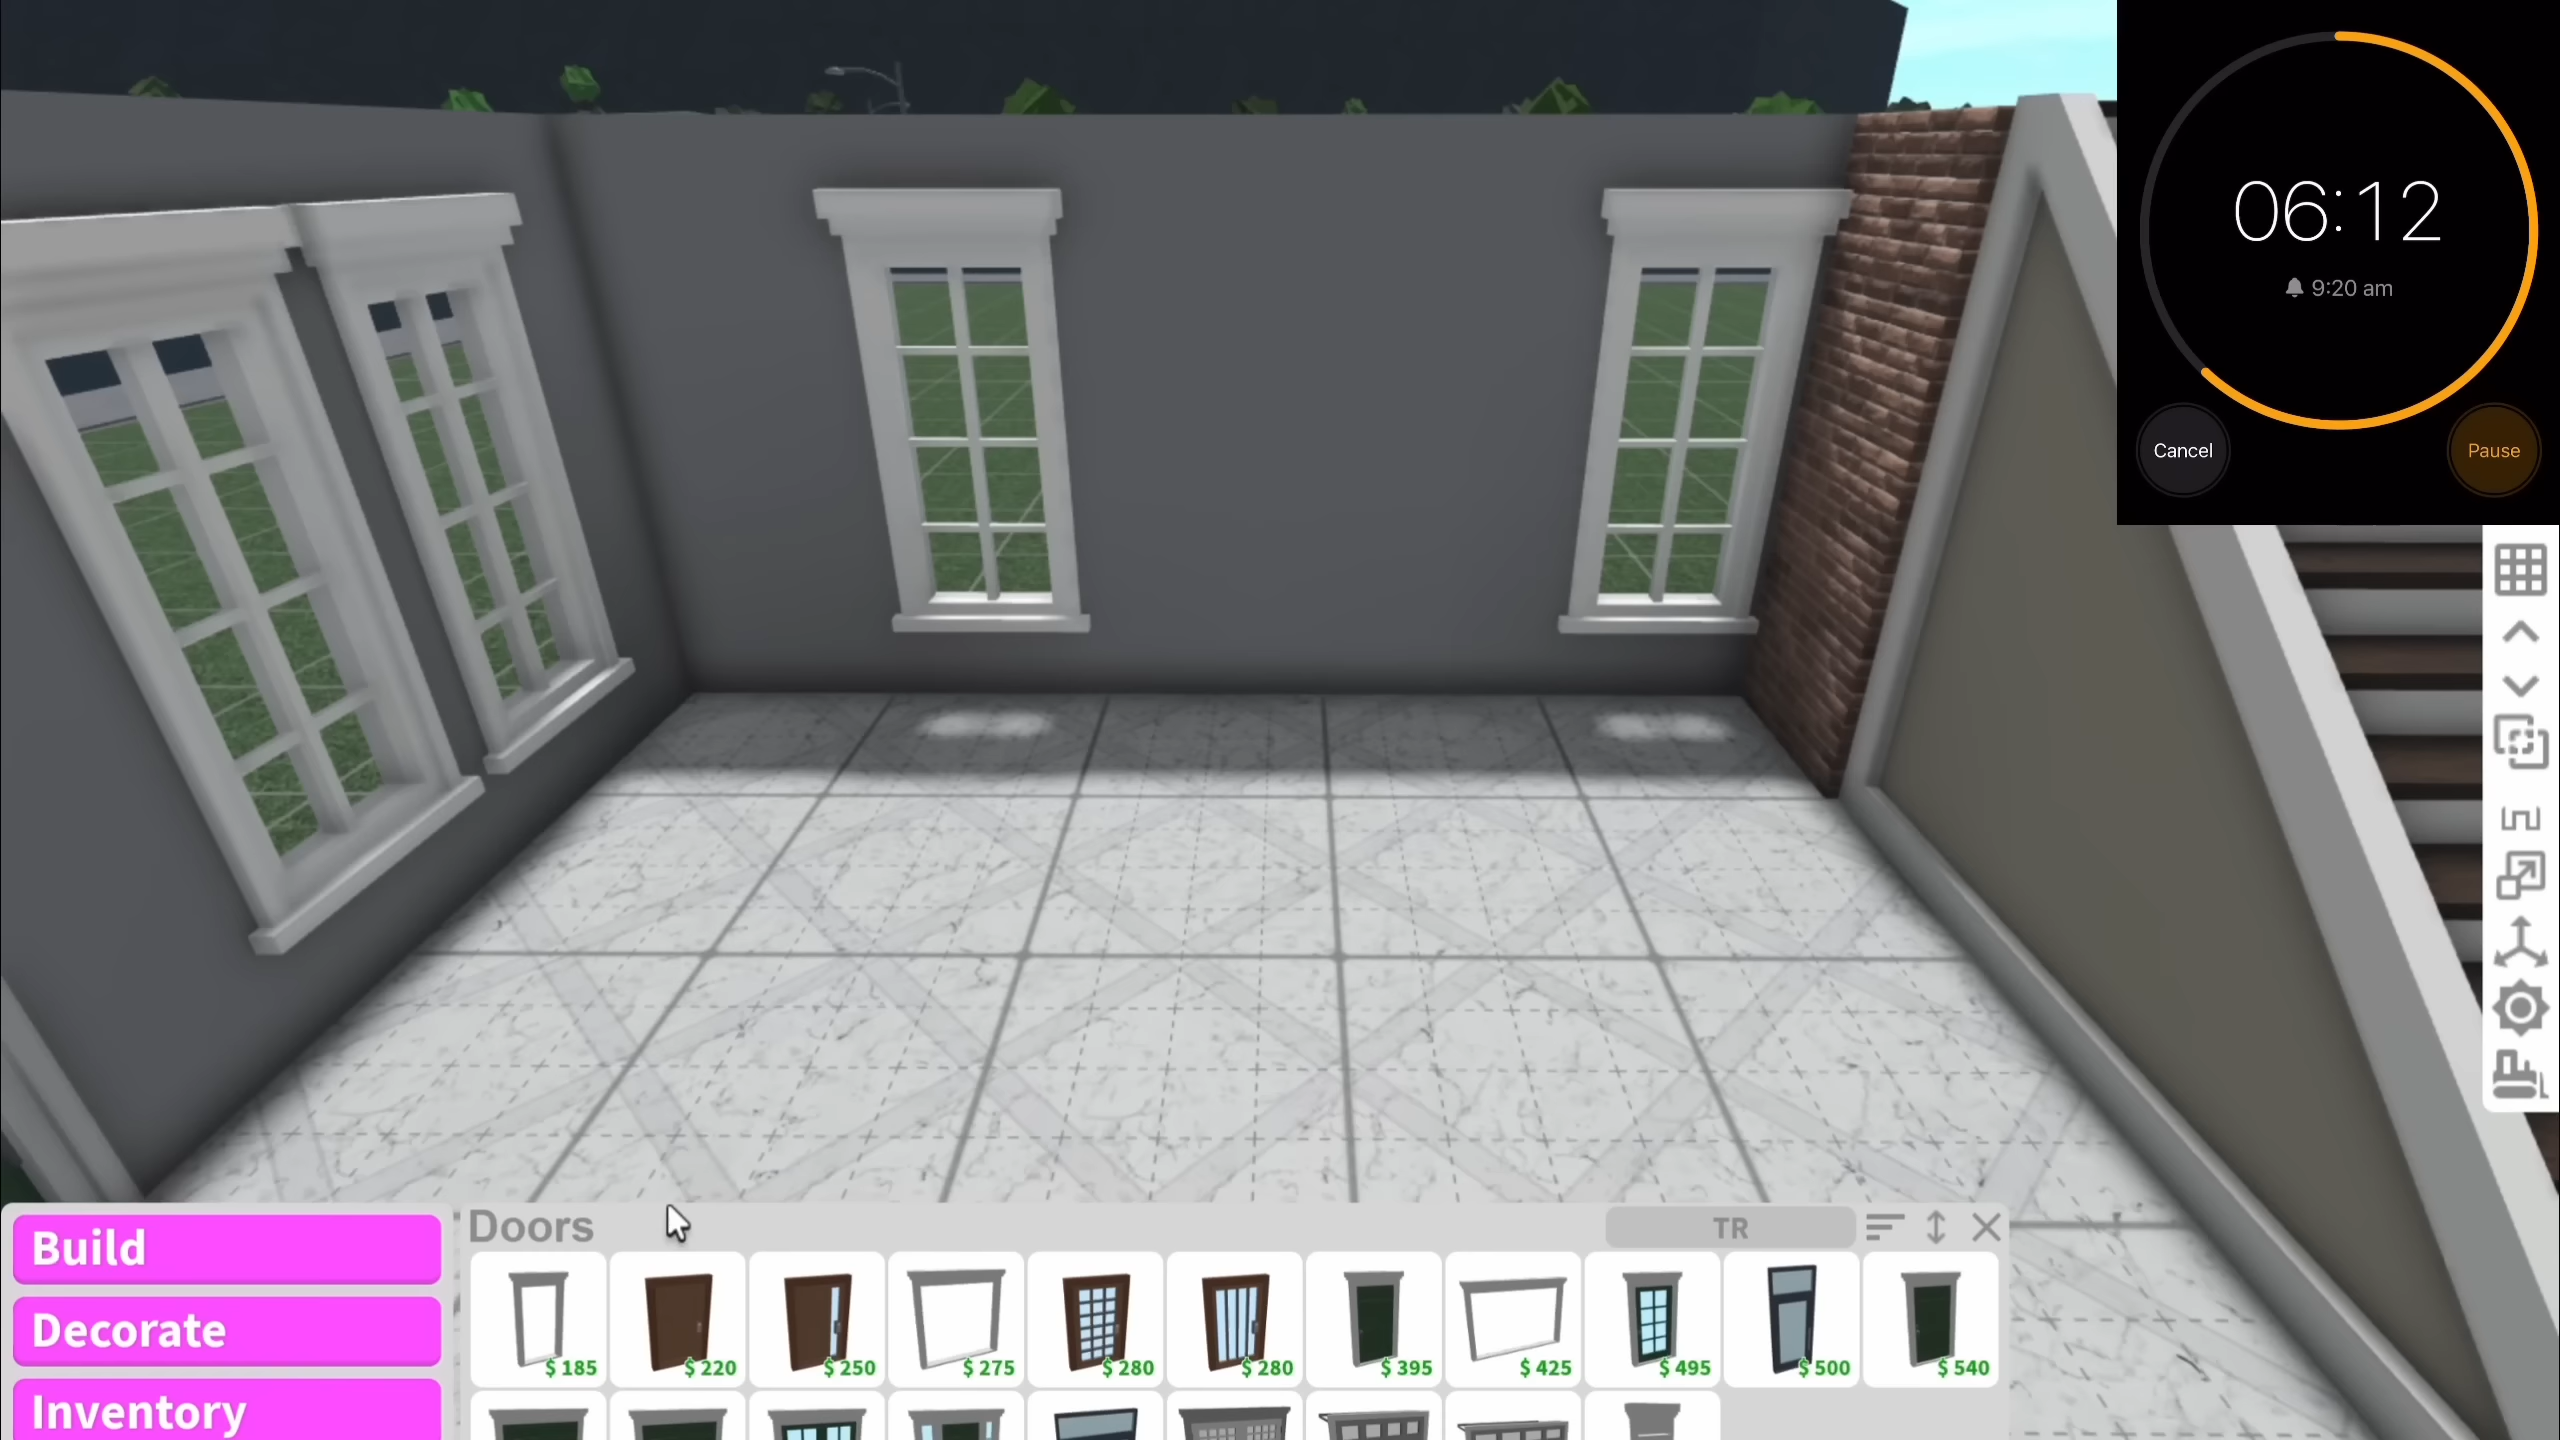 06:12
9:20 am
Cancel
Pause
Build
Decorate
Inventory
Doors
TR
$ 185
$ 220
$ 250
$ 275
$ 280
$ 280
$ 395
$ 425
$ 495
$ 500
$ 540